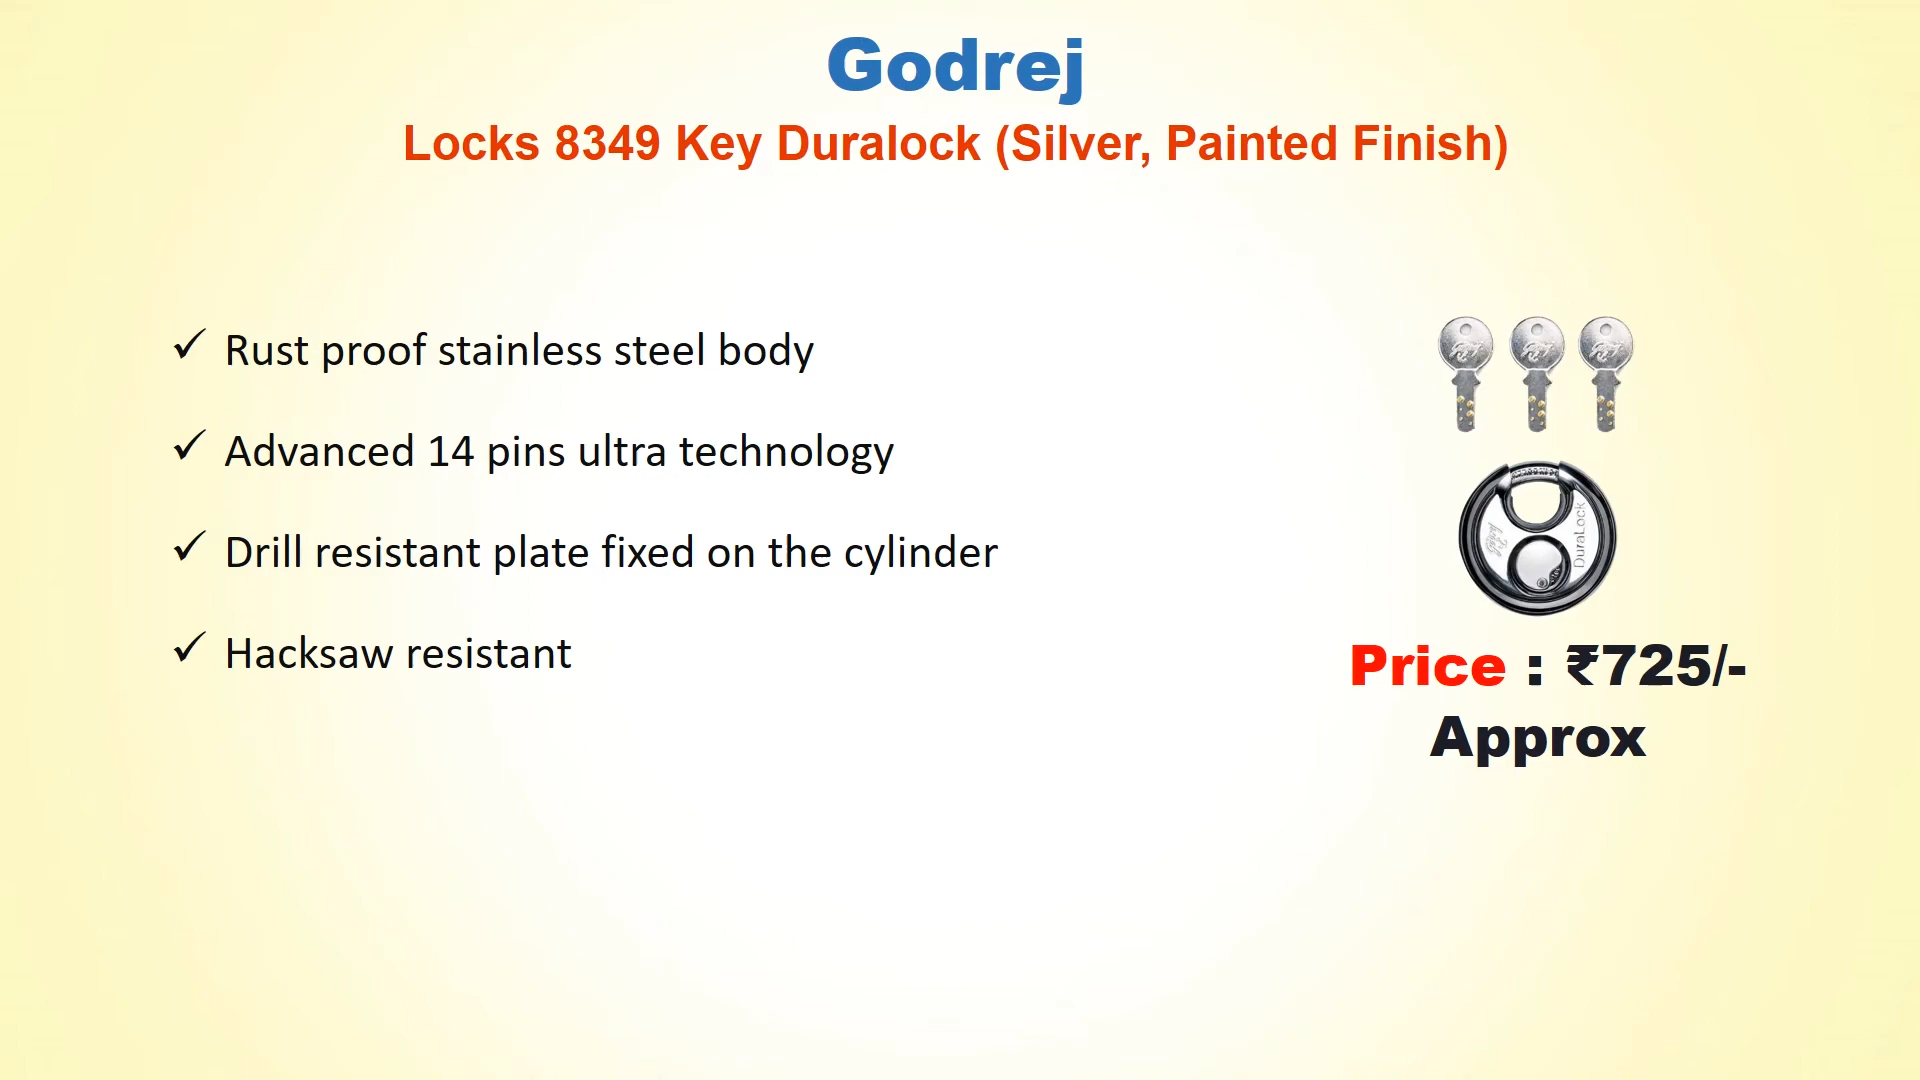 Godrej
Locks 8349 Key Duralock (Silver, Painted Finish)
Rust proof stainless steel body
Advanced 14 pins ultra technology
Drill resistant plate fixed on the cylinder
Hacksaw resistant
DuraLock
Price : ₹725/-
Approx